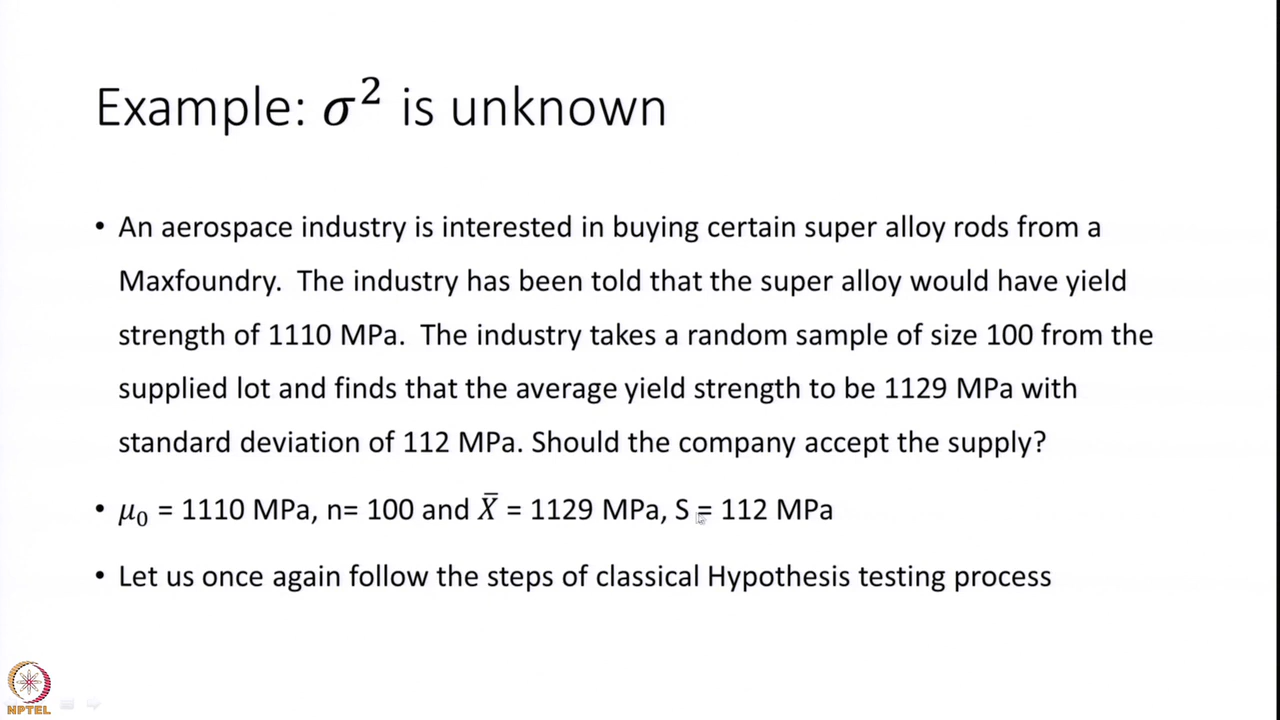 Example: σ² is unknown
• An aerospace industry is interested in buying certain super alloy rods from a
Maxfoundry. The industry has been told that the super alloy would have yield
strength of 1110 MPa. The industry takes a random sample of size 100 from the
supplied lot and finds that the average yield strength to be 1129 MPa with
standard deviation of 112 MPa. Should the company accept the supply?
• μ₀ = 1110 MPa, n= 100 and X̄ = 1129 MPa, S = 112 MPa
• Let us once again follow the steps of classical Hypothesis testing process
NPTEL